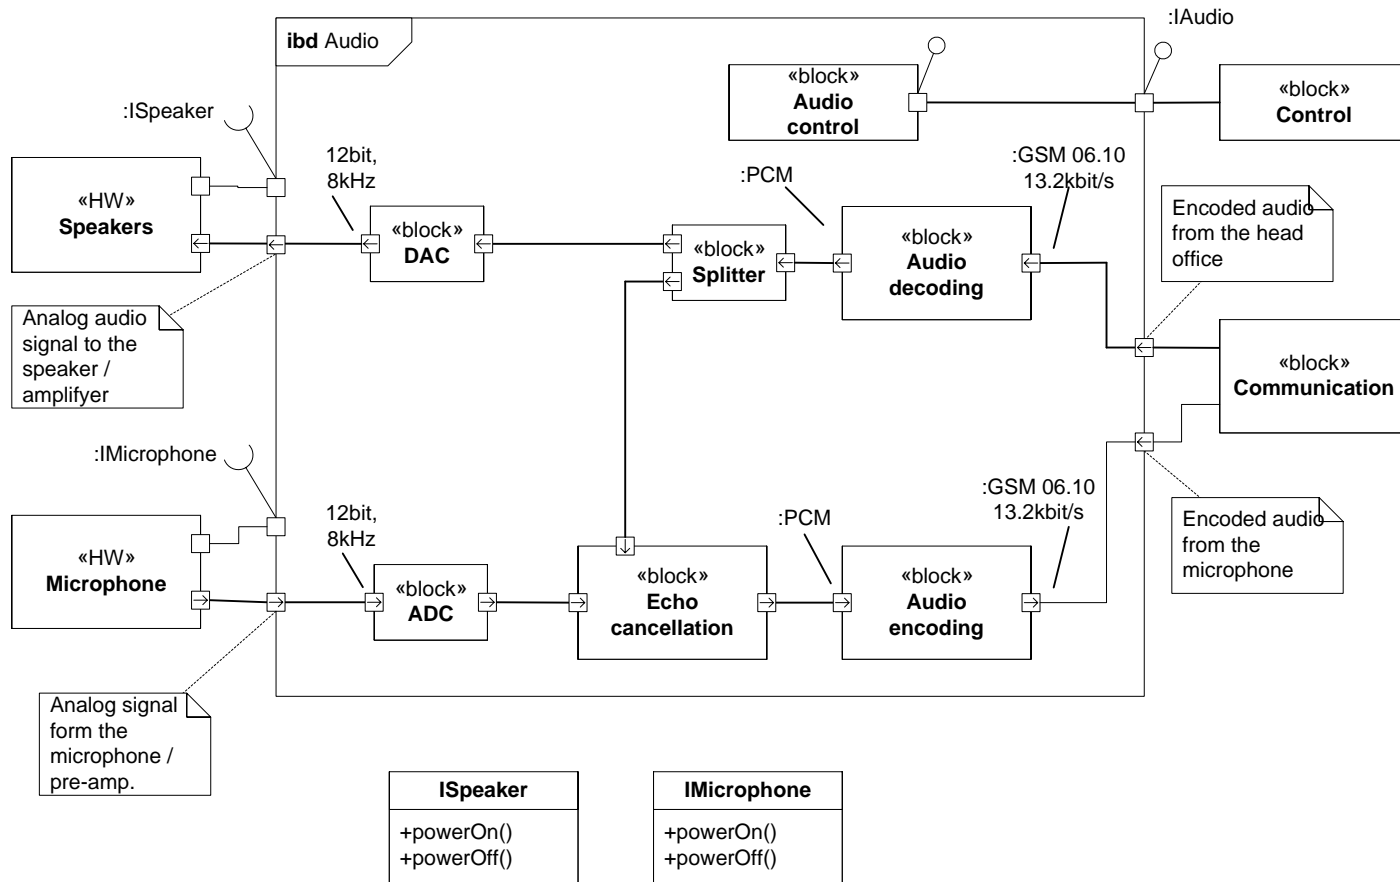 :IAudio
ibd Audio
«block»
Audio
control
«block»
Control
:ISpeaker
12bit,
8kHz
:PCM
:GSM 06.10
13.2kbit/s
«HW»
Speakers
«block»
DAC
«block»
Splitter
«block»
Audio
decoding
Encoded audio
from the head
office
Analog audio
signal to the
speaker /
amplifyer
«block»
Communication
:IMicrophone
12bit,
8kHz
:PCM
:GSM 06.10
13.2kbit/s
Encoded audio
from the
microphone
«HW»
Microphone
«block»
ADC
«block»
Echo
cancellation
«block»
Audio
encoding
Analog signal
form the
microphone /
pre-amp.
ISpeaker
+powerOn()
+powerOff()
IMicrophone
+powerOn()
+powerOff()